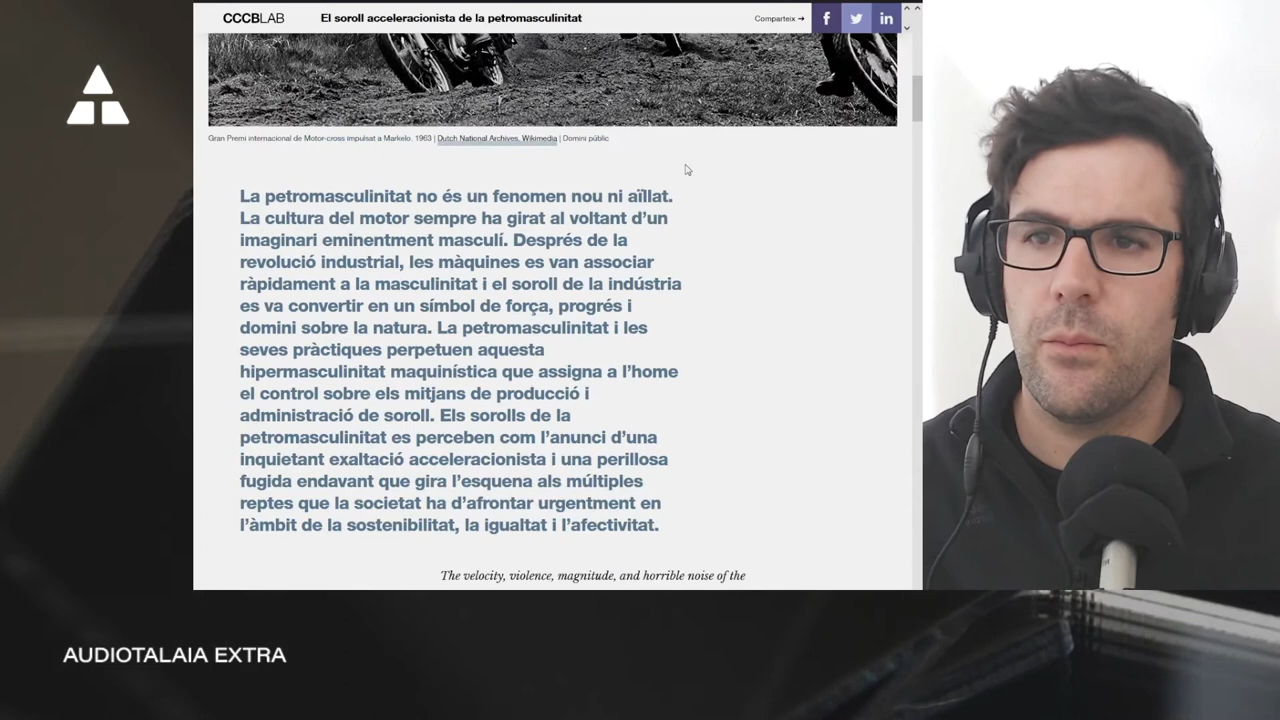 CCCBLAB
El soroll acceleracionista de la petromasculinitat
Comparteix ➔
Gran Premi internacional de Motor-cross impulsat a Markelo. 1963 | Dutch National Archives, Wikimedia | Domini públic
La petromasculinitat no és un fenomen nou ni aïllat.
La cultura del motor sempre ha girat al voltant d’un
imaginari eminentment masculí. Després de la
revolució industrial, les màquines es van associar
ràpidament a la masculinitat i el soroll de la indústria
es va convertir en un símbol de força, progrés i
domini sobre la natura. La petromasculinitat i les
seves pràctiques perpetuen aquesta
hipermasculinitat maquinística que assigna a l’home
el control sobre els mitjans de producció i
administració de soroll. Els sorolls de la
petromasculinitat es perceben com l’anunci d’una
inquietant exaltació acceleracionista i una perillosa
fugida endavant que gira l’esquena als múltiples
reptes que la societat ha d’afrontar urgentment en
l’àmbit de la sostenibilitat, la igualtat i l’afectivitat.
The velocity, violence, magnitude, and horrible noise of the
AUDIOTALAIA EXTRA